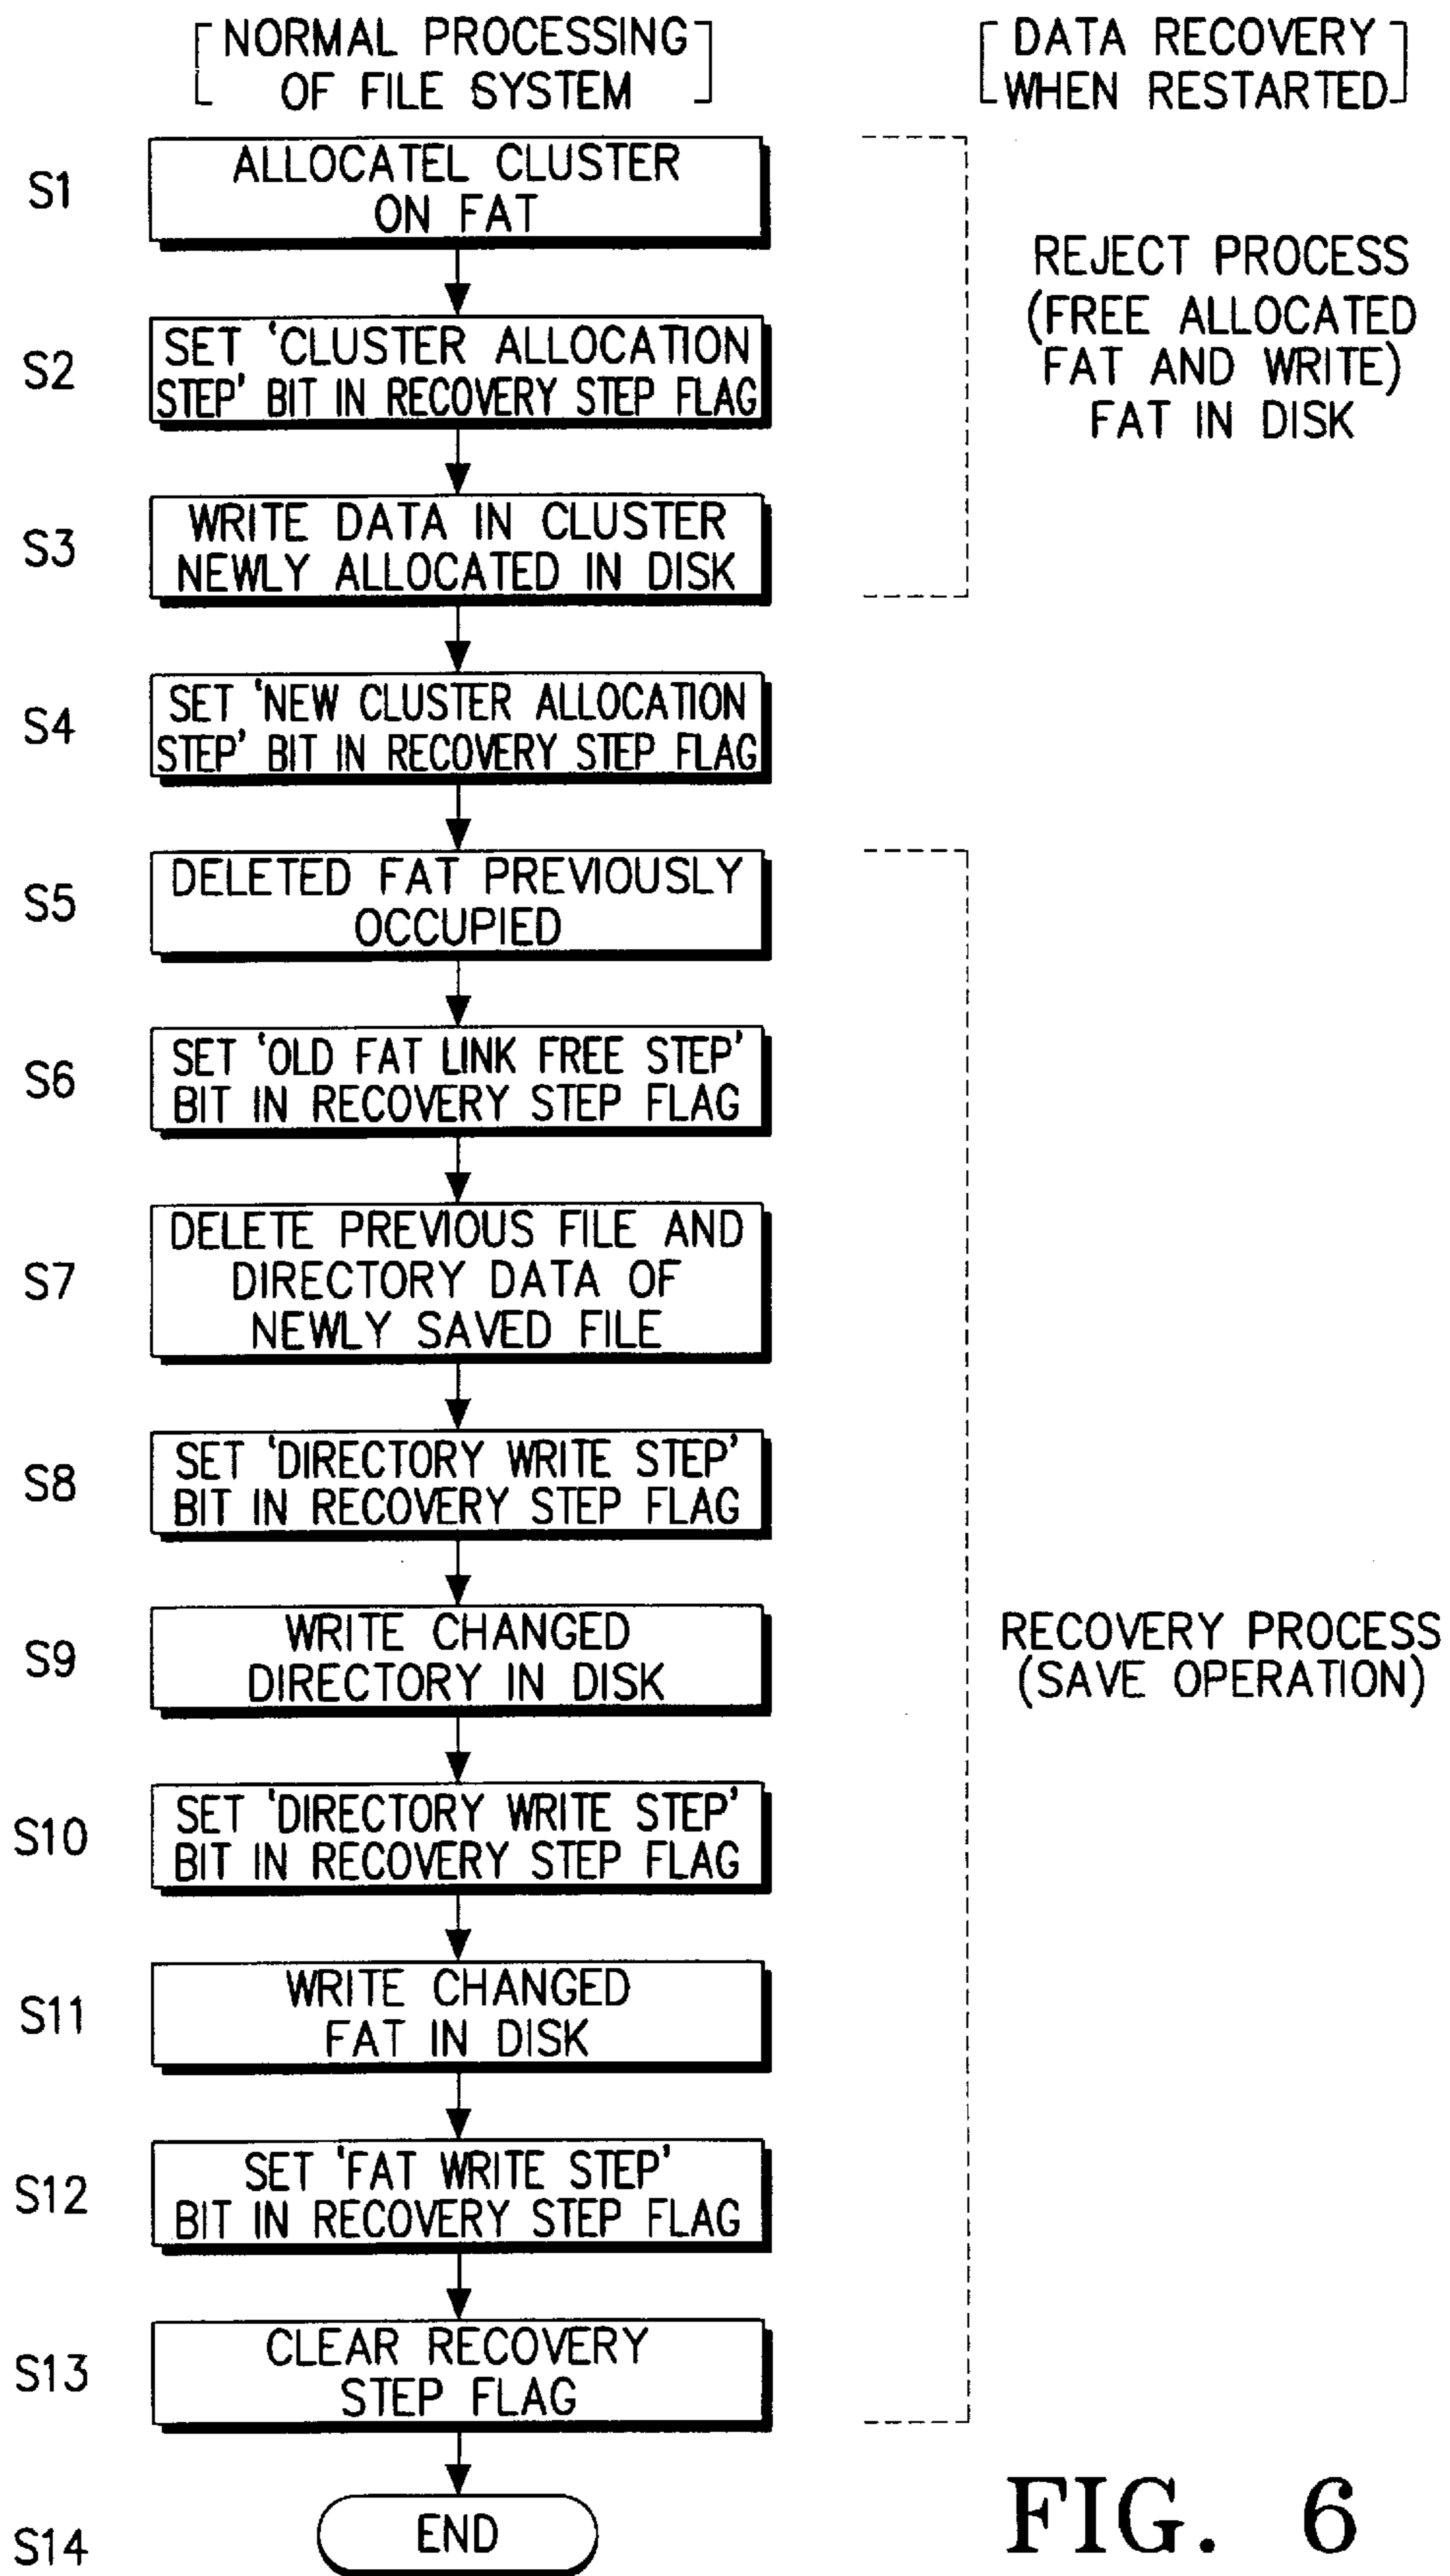 NORMAL PROCESSING
OF FILE SYSTEM
DATA RECOVERY
WHEN RESTARTED
S1
ALLOCATEL CLUSTER
ON FAT
REJECT PROCESS
(FREE ALLOCATED
FAT AND WRITE)
FAT IN DISK
S2
SET 'CLUSTER ALLOCATION
STEP' BIT IN RECOVERY STEP FLAG
S3
WRITE DATA IN CLUSTER
NEWLY ALLOCATED IN DISK
S4
SET 'NEW CLUSTER ALLOCATION
STEP' BIT IN RECOVERY STEP FLAG
S5
DELETED FAT PREVIOUSLY
OCCUPIED
S6
SET 'OLD FAT LINK FREE STEP'
BIT IN RECOVERY STEP FLAG
S7
DELETE PREVIOUS FILE AND
DIRECTORY DATA OF
NEWLY SAVED FILE
S8
SET 'DIRECTORY WRITE STEP'
BIT IN RECOVERY STEP FLAG
S9
WRITE CHANGED
DIRECTORY IN DISK
RECOVERY PROCESS
(SAVE OPERATION)
S10
SET 'DIRECTORY WRITE STEP'
BIT IN RECOVERY STEP FLAG
S11
WRITE CHANGED
FAT IN DISK
S12
SET 'FAT WRITE STEP'
BIT IN RECOVERY STEP FLAG
S13
CLEAR RECOVERY
STEP FLAG
S14
END
FIG. 6